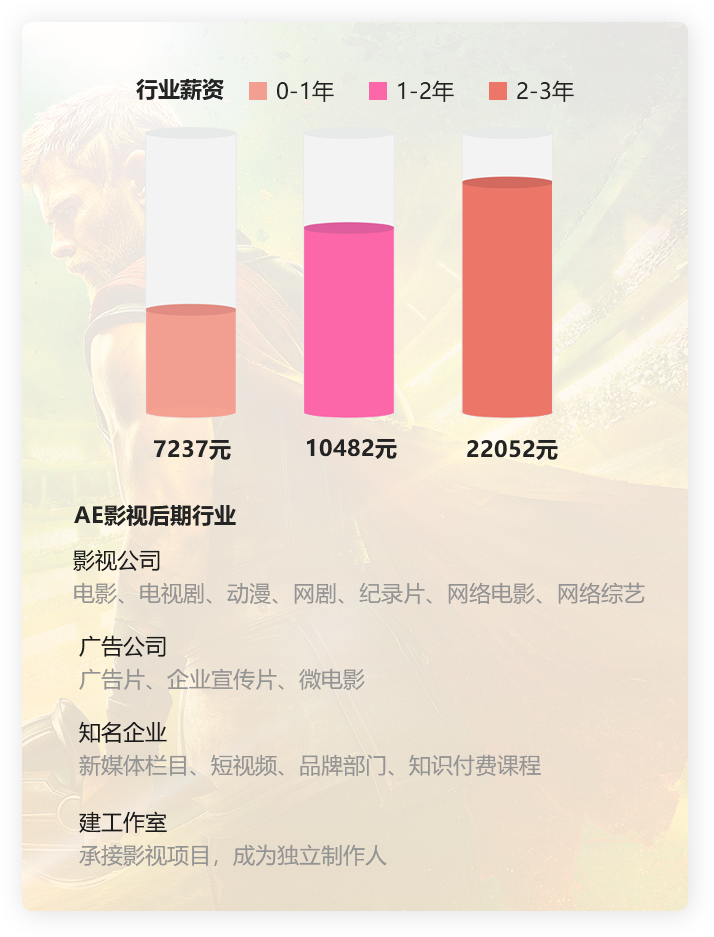 行业薪资 0-1年 1-2年 2-3年
7237元 10482元 22052元
AE影视后期行业
影视公司
电影、电视剧、动漫、网剧、纪录片、网络电影、网络综艺
广告公司
广告片、企业宣传片、微电影
知名企业
新媒体栏目、短视频、品牌部门、知识付费课程
建工作室
承接影视项目，成为独立制作人